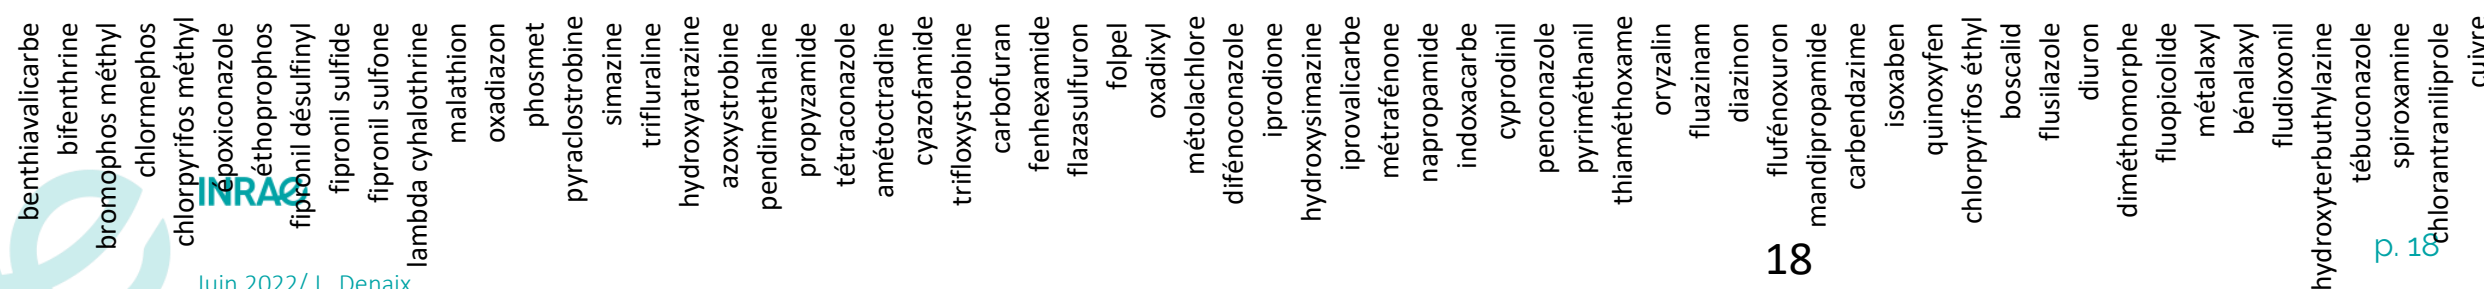 benthiavalicarbe
bifenthrine
bromophos méthyl
chlormephos
chlorpyrifos méthyl
époxiconazole
éthoprophos
fipronil désulfinyl
fipronil sulfide
fipronil sulfone
lambda cyhalothrine
malathion
oxadiazon
phosmet
pyraclostrobine
simazine
trifluraline
hydroxyatrazine
azoxystrobine
pendimethaline
propyzamide
tétraconazole
amétoctradine
cyazofamide
trifloxystrobine
carbofuran
fenhexamide
flazasulfuron
folpel
oxadixyl
métolachlore
difénoconazole
iprodione
hydroxysimazine
iprovalicarbe
métrafénone
napropamide
indoxacarbe
cyprodinil
penconazole
pyriméthanil
thiaméthoxame
oryzalin
fluazinam
diazinon
flufénoxuron
mandipropamide
carbendazime
isoxaben
quinoxyfen
chlorpyrifos éthyl
boscalid
flusilazole
diuron
diméthomorphe
fluopicolide
métalaxyl
bénalaxyl
fludioxonil
hydroxyterbuthylazine
tébuconazole
spiroxamine
chlorantraniliprole
cuivre
INRAE
18
p. 18
Juin 2022/ L. Denaix